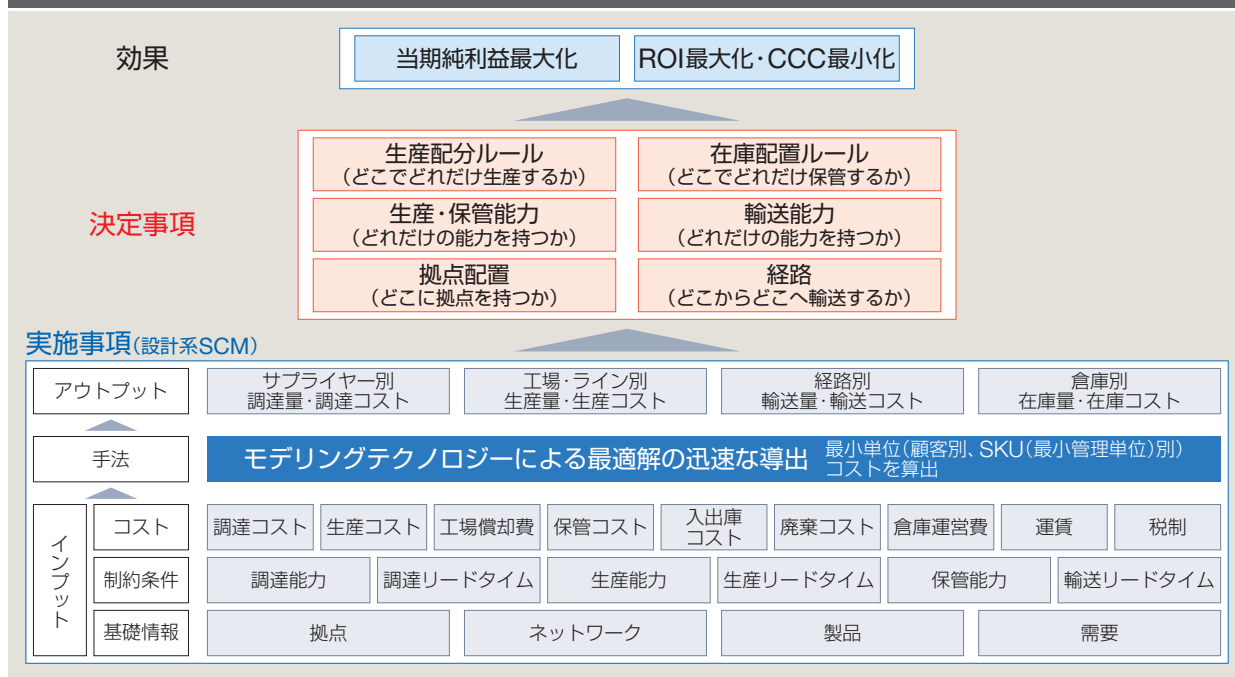 効果
当期純利益最大化
ROI最大化・CCC最小化
決定事項
生産配分ルール
(どこでどれだけ生産するか)
在庫配置ルール
(どこでどれだけ保管するか)
生産・保管能力
(どれだけの能力を持つか)
輸送能力
(どれだけの能力を持つか)
拠点配置
(どこに拠点を持つか)
経路
(どこからどこへ輸送するか)
実施事項(設計系SCM)
アウトプット
サプライヤー別
調達量・調達コスト
工場・ライン別
生産量・生産コスト
経路別
輸送量・輸送コスト
倉庫別
在庫量・在庫コスト
手法
モデリングテクノロジーによる最適解の迅速な導出
最小単位(顧客別、SKU(最小管理単位)別)
コストを算出
インプット
コスト
調達コスト
生産コスト
工場償却費
保管コスト
入出庫
コスト
廃棄コスト
倉庫運営費
運賃
税制
制約条件
調達能力
調達リードタイム
生産能力
生産リードタイム
保管能力
輸送リードタイム
基礎情報
拠点
ネットワーク
製品
需要